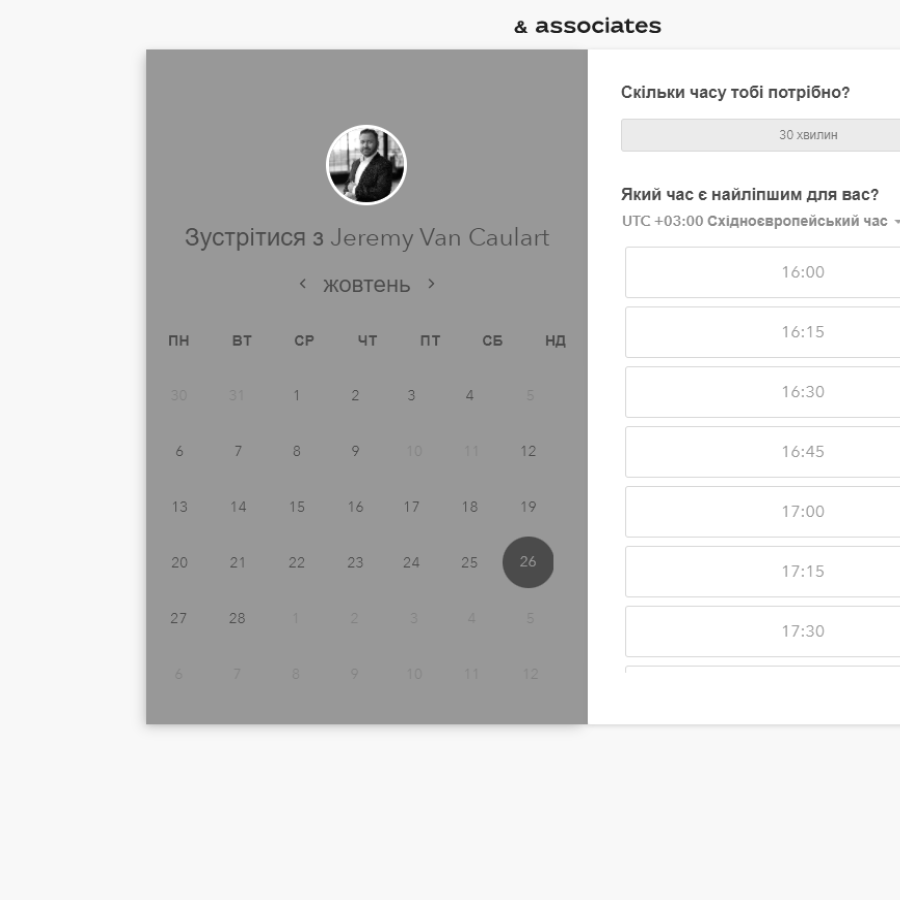 & associates
Зустрітися з Jeremy Van Caulart
жовтень
ПН ВТ СР ЧТ ПТ СБ НД
30 31 1 2 3 4 5
6 7 8 9 10 11 12
13 14 15 16 17 18 19
20 21 22 23 24 25 26
27 28 1 2 3 4 5
6 7 8 9 10 11 12
Скільки часу тобі потрібно?
30 хвилин
Який час є найліпшим для вас?
UTC +03:00 Східноєвропейський час
16:00
16:15
16:30
16:45
17:00
17:15
17:30